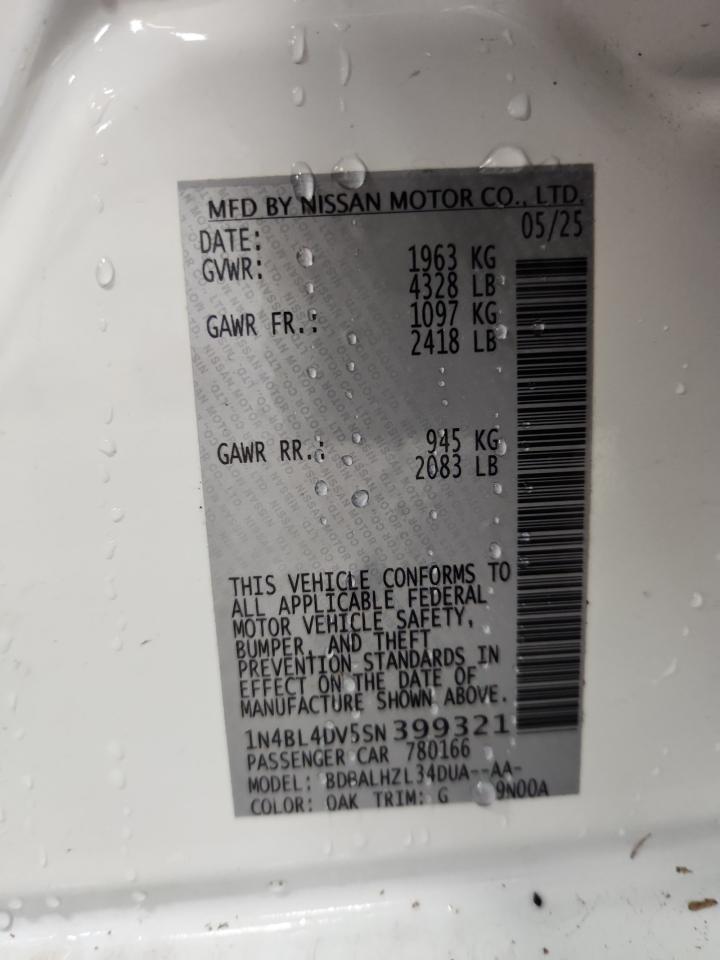 MFD BY NISSAN MOTOR CO., LTD.
DATE: 05/25
GVWR: 1963 KG
4328 LB
GAWR FR.: 1097 KG
2418 LB
GAWR RR.: 945 KG
2083 LB
THIS VEHICLE CONFORMS TO
ALL APPLICABLE FEDERAL
MOTOR VEHICLE SAFETY,
BUMPER, AND THEFT
PREVENTION STANDARDS IN
EFFECT ON THE DATE OF
MANUFACTURE SHOWN ABOVE.
1N4BL4DV5SN399321
PASSENGER CAR 780166
MODEL: BDBALHZL34DUA--AA-
COLOR: QAK TRIM: G 9N00A